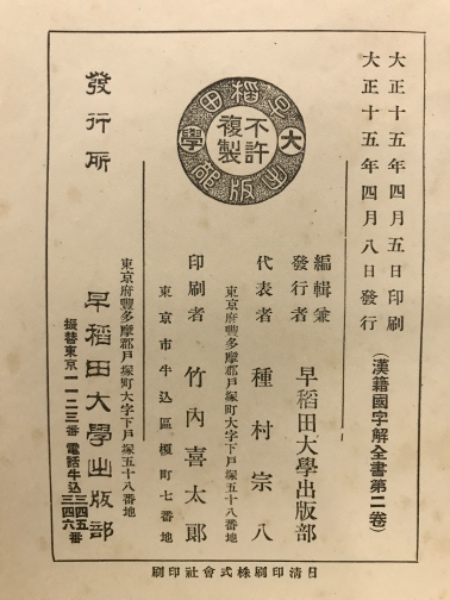 大正十五年四月五日印刷
大正十五年四月八日發行
(漢籍國字解全書第二卷)
早稻田大學出版部
不許
複製
編輯兼
發行者
早稻田大學出版部
代表者 種村宗八
東京府豐多摩郡戸塚町大字下戸塚五十八番地
印刷者 竹內喜太郎
東京市牛込區榎町七番地
發行所
東京府豐多摩郡戸塚町大字下戸塚五十八番地
早稻田大學出版部
振替東京一一二三番 電話牛込三四五番
三四六
日清印刷株式會社印刷